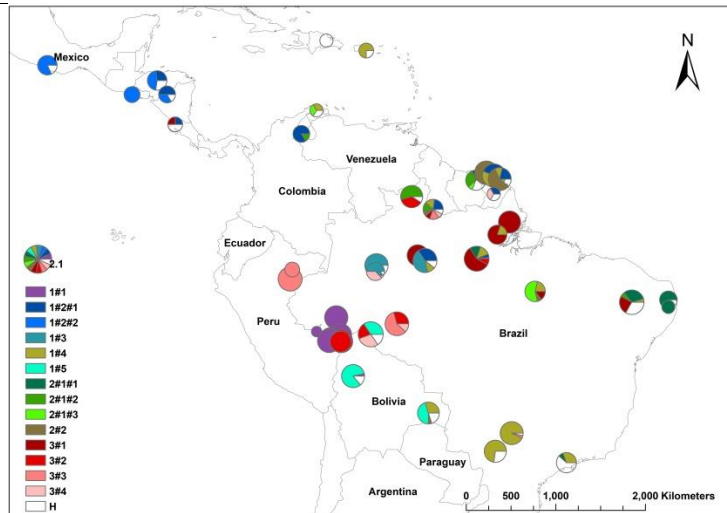 Mexico
N
Venezuela
Colombia
Ecuador
Peru
Brazil
Bolivia
Paraguay
Argentina
2.1
1#1
1#2#1
1#2#2
1#3
1#4
1#5
2#1#1
2#1#2
2#1#3
2#2
3#1
3#2
3#3
3#4
H
0 500 1,000 2,000 Kilometers